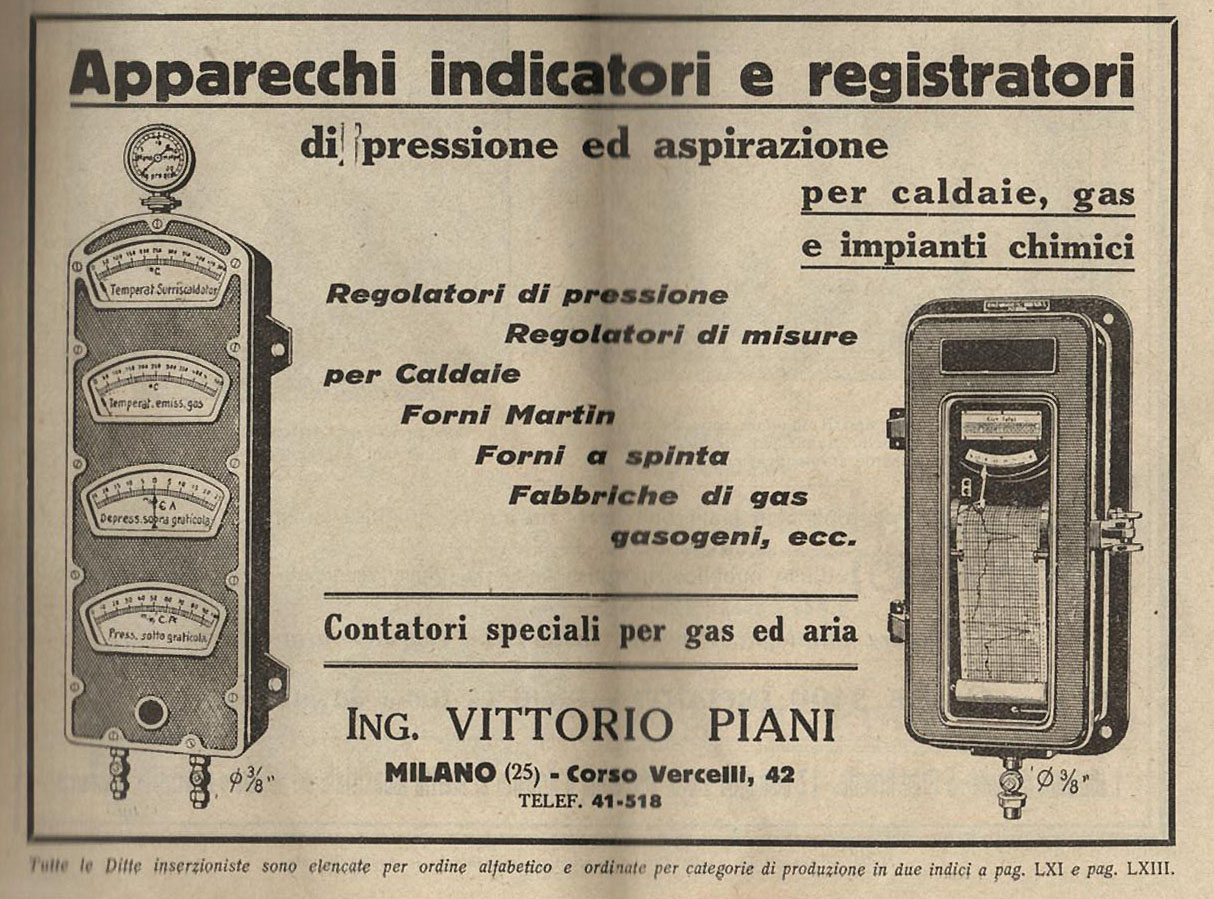 Apparecchi indicatori e registratori
di pressione ed aspirazione
per caldaie, gas
e impianti chimici
Regolatori di pressione
Regolatori di misure
per Caldaie
Forni Martin
Forni a spinta
Fabbriche di gas
gasogeni, ecc.
Contatori speciali per gas ed aria
ING. VITTORIO PIANI
MILANO (25) - Corso Vercelli, 42
TELEF. 41-518
°C
Temperat. Surriscaldator
°C
Temperat. emiss. gas
Depress. sopra graticola
Press. sotto graticola
φ 3/8"
φ 3/8"
Tutte le Ditte inserzioniste sono elencate per ordine alfabetico e ordinate per categorie di produzione in due indici a pag. LXI e pag. LXIII.